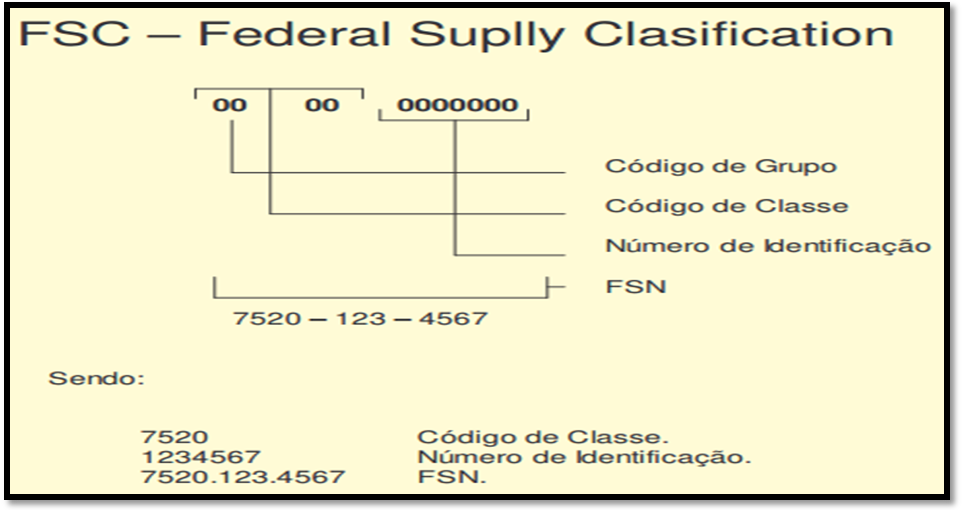 FSC – Federal Suplly Clasification
00 00 0000000
Código de Grupo
Código de Classe
Número de Identificação
FSN
7520 – 123 – 4567
Sendo:
7520 Código de Classe.
1234567 Número de Identificação.
7520.123.4567 FSN.